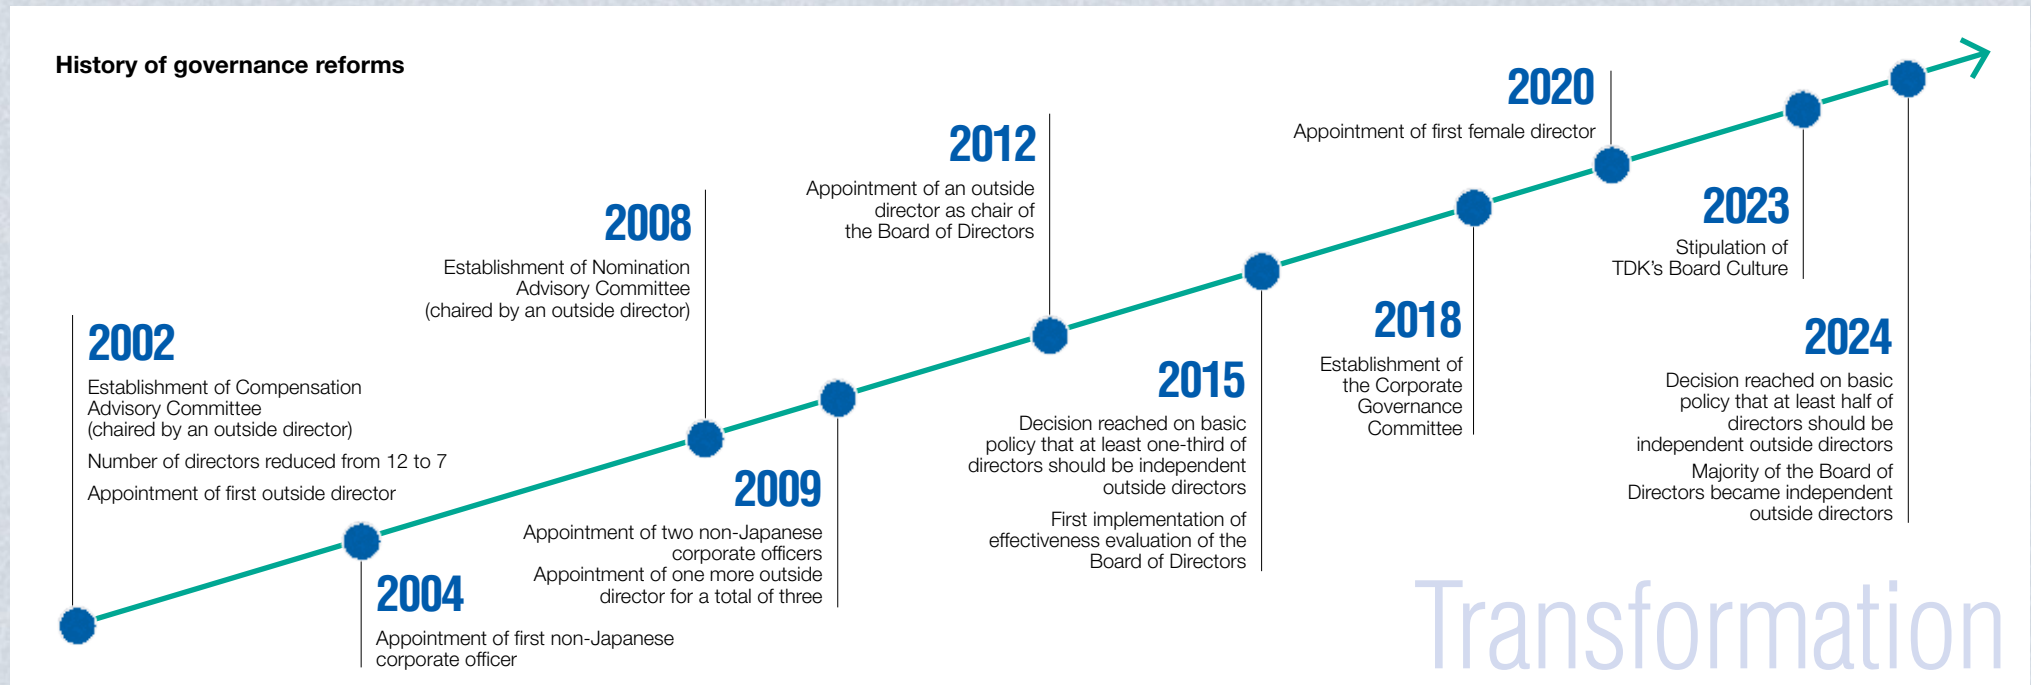 History of governance reforms
2002
Establishment of Compensation
Advisory Committee
(chaired by an outside director)
Number of directors reduced from 12 to 7
Appointment of first outside director
2004
Appointment of first non-Japanese
corporate officer
2008
Establishment of Nomination
Advisory Committee
(chaired by an outside director)
2009
Appointment of two non-Japanese
corporate officers
Appointment of one more outside
director for a total of three
2012
Appointment of an outside
director as chair of
the Board of Directors
2015
Decision reached on basic
policy that at least one-third of
directors should be independent
outside directors
First implementation of
effectiveness evaluation of the
Board of Directors
2018
Establishment of
the Corporate
Governance
Committee
2020
Appointment of first female director
2023
Stipulation of
TDK's Board Culture
2024
Decision reached on basic
policy that at least half of
directors should be
independent outside directors
Majority of the Board of
Directors became independent
outside directors
Transformation